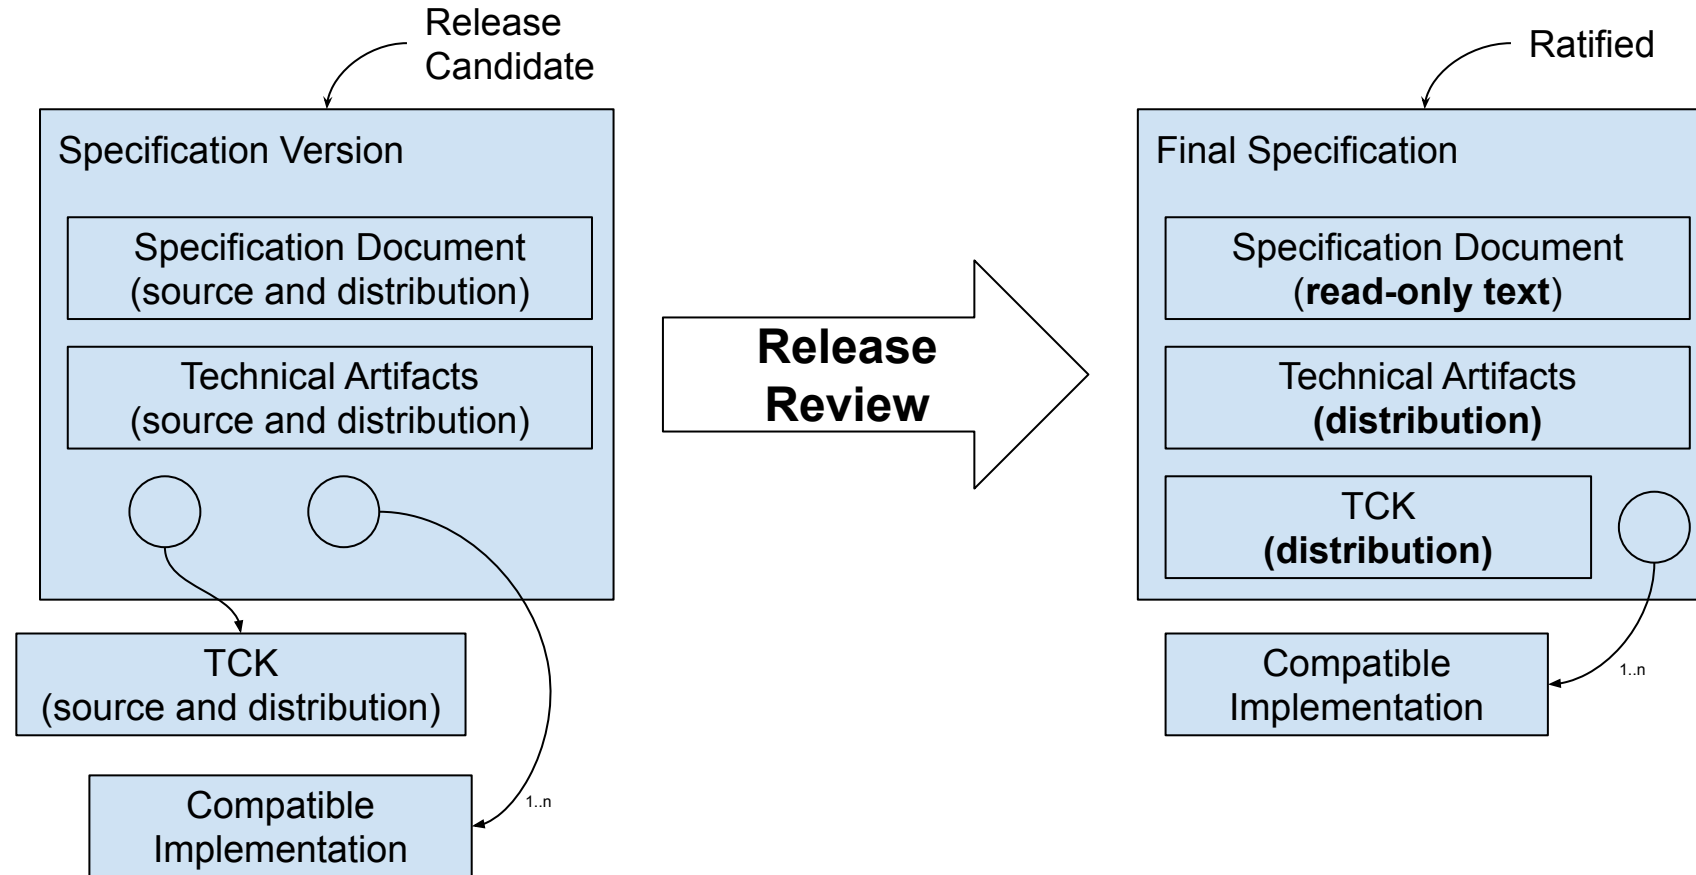 Release
Candidate
Specification Version
Specification Document
(source and distribution)
Technical Artifacts
(source and distribution)
TCK
(source and distribution)
1..n
Compatible
Implementation
Release
Review
Ratified
Final Specification
Specification Document
(read-only text)
Technical Artifacts
(distribution)
TCK
(distribution)
Compatible
Implementation
1..n